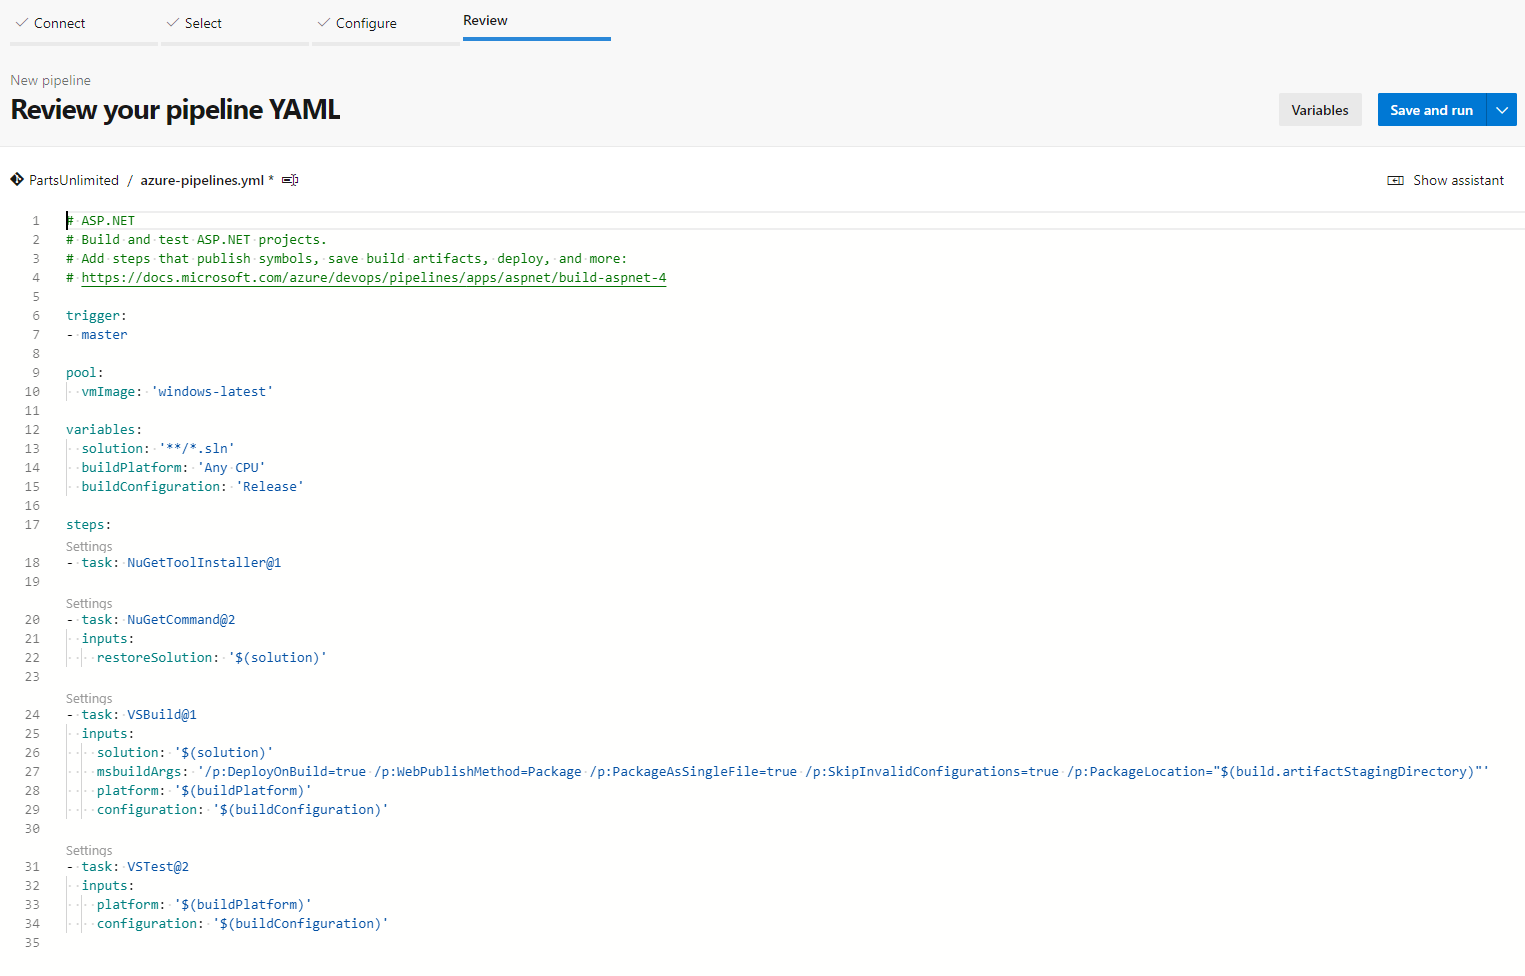 Connect Select Configure Review
New pipeline
Review your pipeline YAML
Variables Save and run
PartsUnlimited / azure-pipelines.yml *
Show assistant
1 # ASP.NET
2 # Build and test ASP.NET projects.
3 # Add steps that publish symbols, save build artifacts, deploy, and more:
4 # https://docs.microsoft.com/azure/devops/pipelines/apps/aspnet/build-aspnet-4
5
6 trigger:
7 - master
8
9 pool:
10   vmImage: 'windows-latest'
11
12 variables:
13   solution: '**/*.sln'
14   buildPlatform: 'Any CPU'
15   buildConfiguration: 'Release'
16
17 steps:
Settings
18 - task: NuGetToolInstaller@1
19
Settings
20 - task: NuGetCommand@2
21   inputs:
22     restoreSolution: '$(solution)'
23
Settings
24 - task: VSBuild@1
25   inputs:
26     solution: '$(solution)'
27     msbuildArgs: '/p:DeployOnBuild=true /p:WebPublishMethod=Package /p:PackageAsSingleFile=true /p:SkipInvalidConfigurations=true /p:PackageLocation="$(build.artifactStagingDirectory)"'
28     platform: '$(buildPlatform)'
29     configuration: '$(buildConfiguration)'
30
Settings
31 - task: VSTest@2
32   inputs:
33     platform: '$(buildPlatform)'
34     configuration: '$(buildConfiguration)'
35